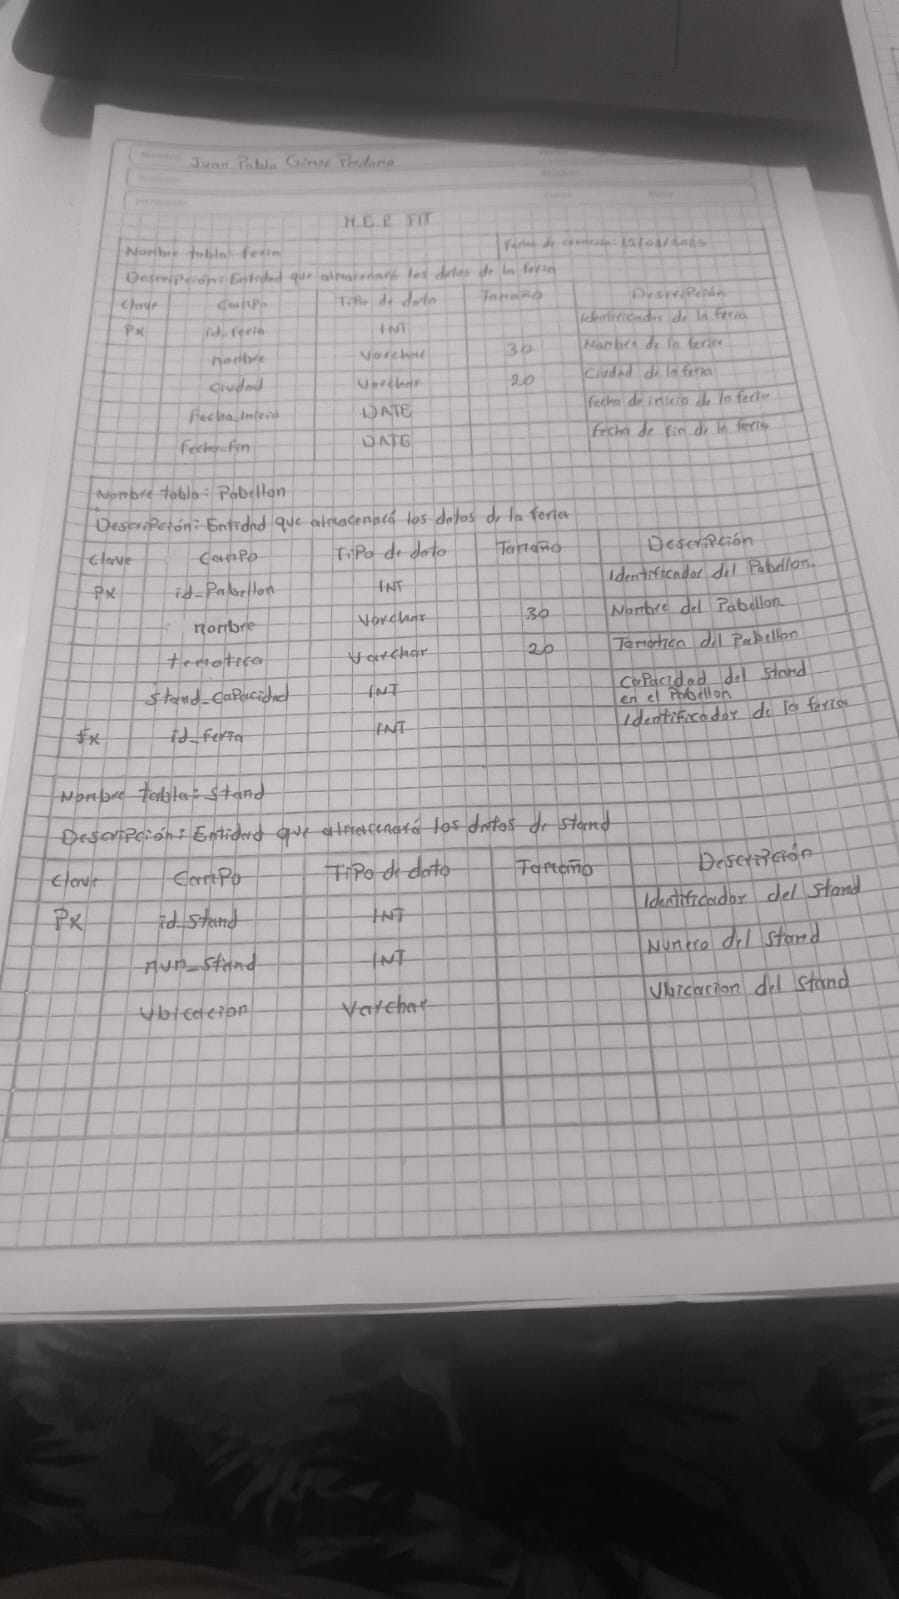 Juan Pablo Gómez Perdomo
M.E.R FIT
Nombre tabla: feria Fecha de creación: 12/08/2025
Descripción: Entidad que almacenará los datos de la feria
Clave Campo Tipo de dato Tamaño Descripción
PK id_feria INT Identificador de la feria
nombre Varchar 30 Nombre de la feria
ciudad Varchar 20 Ciudad de la feria
Fecha_inicio DATE fecha de inicio de la feria
Fecha_fin DATE fecha de fin de la feria
Nombre tabla: Pabellon
Descripción: Entidad que almacenará los datos de la feria
Clave Campo Tipo de dato Tamaño Descripción
PK id_Pabellon INT Identificador del Pabellon
nombre Varchar 30 Nombre del Pabellon
tematica Varchar 20 Tematica del Pabellon
Stand_Capacidad INT Capacidad del Stand
en el Pabellon
fk id_feria INT Identificador de la feria
Nombre tabla: Stand
Descripción: Entidad que almacenará los datos de stand
Clave Campo Tipo de dato Tamaño Descripción
PK id_Stand INT Identificador del Stand
num_Stand INT Numero del Stand
Ubicacion Varchar Ubicacion del Stand